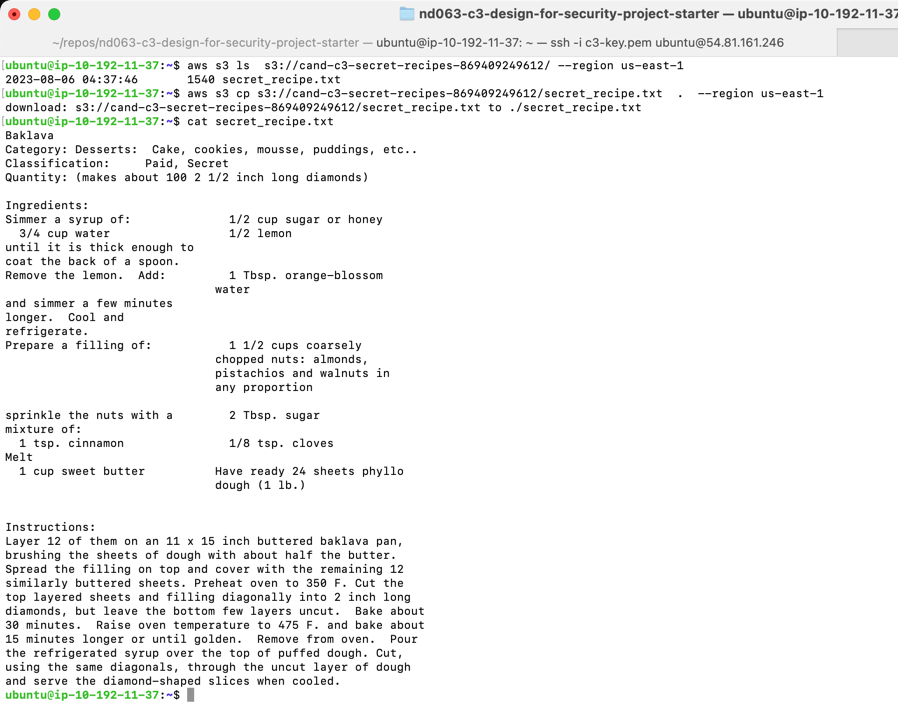 nd063-c3-design-for-security-project-starter — ubuntu@ip-10-192-11-37
~/repos/nd063-c3-design-for-security-project-starter — ubuntu@ip-10-192-11-37: ~ — ssh -i c3-key.pem ubuntu@54.81.161.246
[ubuntu@ip-10-192-11-37:~$ aws s3 ls  s3://cand-c3-secret-recipes-869409249612/ --region us-east-1
2023-08-06 04:37:46       1540 secret_recipe.txt
[ubuntu@ip-10-192-11-37:~$ aws s3 cp s3://cand-c3-secret-recipes-869409249612/secret_recipe.txt  .  --region us-east-1
download: s3://cand-c3-secret-recipes-869409249612/secret_recipe.txt to ./secret_recipe.txt
[ubuntu@ip-10-192-11-37:~$ cat secret_recipe.txt
Baklava
Category: Desserts:  Cake, cookies, mousse, puddings, etc..
Classification:     Paid, Secret
Quantity: (makes about 100 2 1/2 inch long diamonds)
Ingredients:
Simmer a syrup of:              1/2 cup sugar or honey
  3/4 cup water                 1/2 lemon
until it is thick enough to
coat the back of a spoon.
Remove the lemon.  Add:         1 Tbsp. orange-blossom
                              water
and simmer a few minutes
longer.  Cool and
refrigerate.
Prepare a filling of:           1 1/2 cups coarsely
                              chopped nuts: almonds,
                              pistachios and walnuts in
                              any proportion
sprinkle the nuts with a        2 Tbsp. sugar
mixture of:
  1 tsp. cinnamon               1/8 tsp. cloves
Melt
  1 cup sweet butter          Have ready 24 sheets phyllo
                              dough (1 lb.)
Instructions:
Layer 12 of them on an 11 x 15 inch buttered baklava pan,
brushing the sheets of dough with about half the butter.
Spread the filling on top and cover with the remaining 12
similarly buttered sheets. Preheat oven to 350 F. Cut the
top layered sheets and filling diagonally into 2 inch long
diamonds, but leave the bottom few layers uncut.  Bake about
30 minutes.  Raise oven temperature to 475 F. and bake about
15 minutes longer or until golden.  Remove from oven.  Pour
the refrigerated syrup over the top of puffed dough. Cut,
using the same diagonals, through the uncut layer of dough
and serve the diamond-shaped slices when cooled.
ubuntu@ip-10-192-11-37:~$